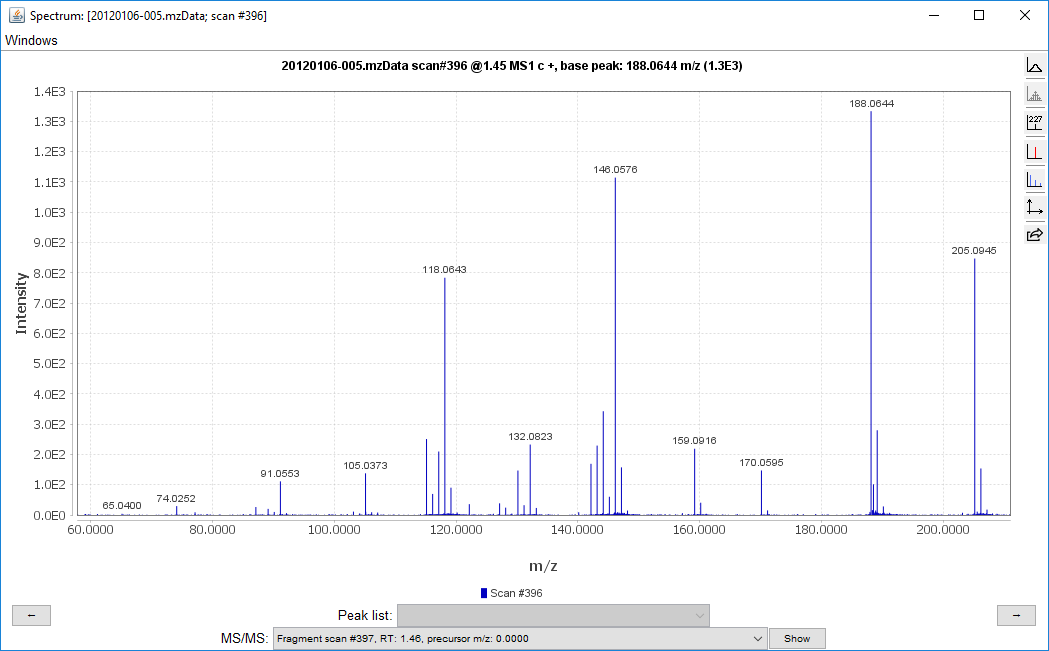 Spectrum: [20120106-005.mzData; scan #396]
Windows
20120106-005.mzData scan#396 @1.45 MS1 c +, base peak: 188.0644 m/z (1.3E3)
1.4E3
1.3E3
1.2E3
1.1E3
1.0E3
9.0E2
8.0E2
7.0E2
6.0E2
5.0E2
4.0E2
3.0E2
2.0E2
1.0E2
0.0E0
Intensity
65.0400
74.0252
91.0553
105.0373
118.0643
132.0823
146.0576
159.0916
170.0595
188.0644
205.0945
227
60.0000 80.0000 100.0000 120.0000 140.0000 160.0000 180.0000 200.0000
m/z
Scan #396
← Peak list: →
MS/MS: Fragment scan #397, RT: 1.46, precursor m/z: 0.0000 Show